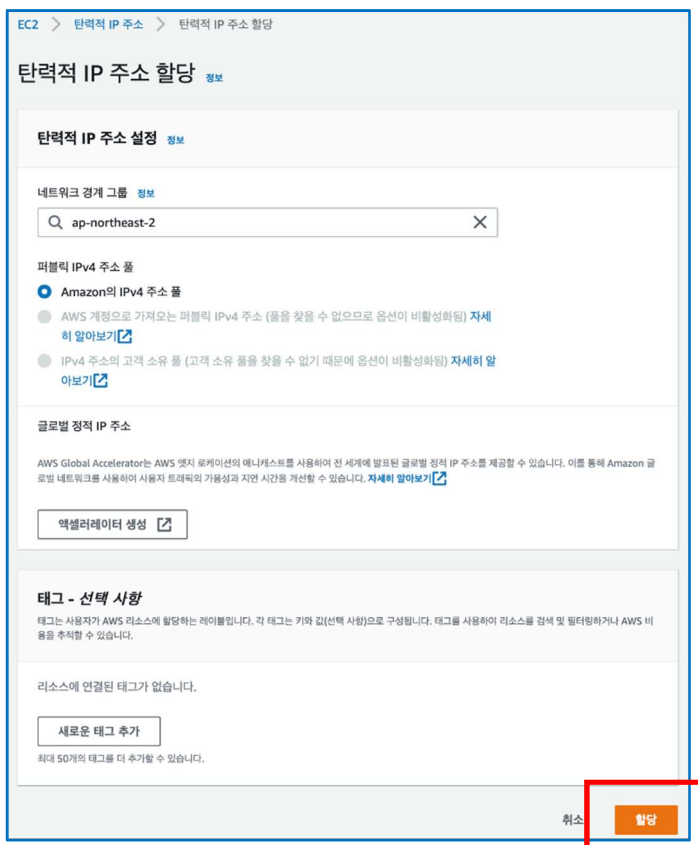 EC2 > 탄력적 IP 주소 > 탄력적 IP 주소 할당
탄력적 IP 주소 할당 정보
탄력적 IP 주소 설정 정보
네트워크 경계 그룹 정보
ap-northeast-2
퍼블릭 IPv4 주소 풀
Amazon의 IPv4 주소 풀
AWS 계정으로 가져오는 퍼블릭 IPv4 주소 (풀을 찾을 수 없으므로 옵션이 비활성화됨) 자세
히 알아보기
IPv4 주소의 고객 소유 풀 (고객 소유 풀을 찾을 수 없기 때문에 옵션이 비활성화됨) 자세히 알
아보기
글로벌 정적 IP 주소
AWS Global Accelerator는 AWS 엣지 로케이션의 애니캐스트를 사용하여 전 세계에 발표된 글로벌 정적 IP 주소를 제공할 수 있습니다. 이를 통해 Amazon 글
로벌 네트워크를 사용하여 사용자 트래픽의 가용성과 지연 시간을 개선할 수 있습니다. 자세히 알아보기
액셀러레이터 생성
태그 - 선택 사항
태그는 사용자가 AWS 리소스에 할당하는 레이블입니다. 각 태그는 키와 값(선택 사항)으로 구성됩니다. 태그를 사용하여 리소스를 검색 및 필터링하거나 AWS 비
용을 추적할 수 있습니다.
리소스에 연결된 태그가 없습니다.
새로운 태그 추가
최대 50개의 태그를 더 추가할 수 있습니다.
취소 할당